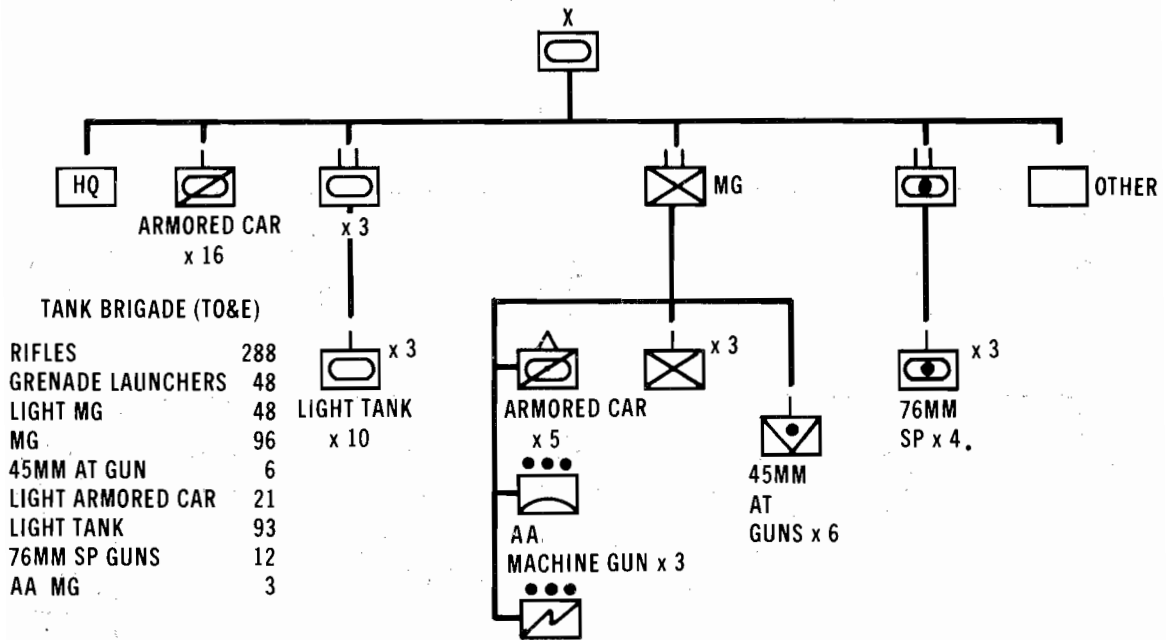 X
HQ
MG
OTHER
ARMORED CAR
x 16
x 3
TANK BRIGADE (TO&E)
RIFLES 288
GRENADE LAUNCHERS 48
LIGHT MG 48
MG 96
45MM AT GUN 6
LIGHT ARMORED CAR 21
LIGHT TANK 93
76MM SP GUNS 12
AA MG 3
x 3
LIGHT TANK
x 10
ARMORED CAR
x 5
AA
MACHINE GUN x 3
x 3
45MM
AT
GUNS x 6
x 3
76MM
SP x 4.